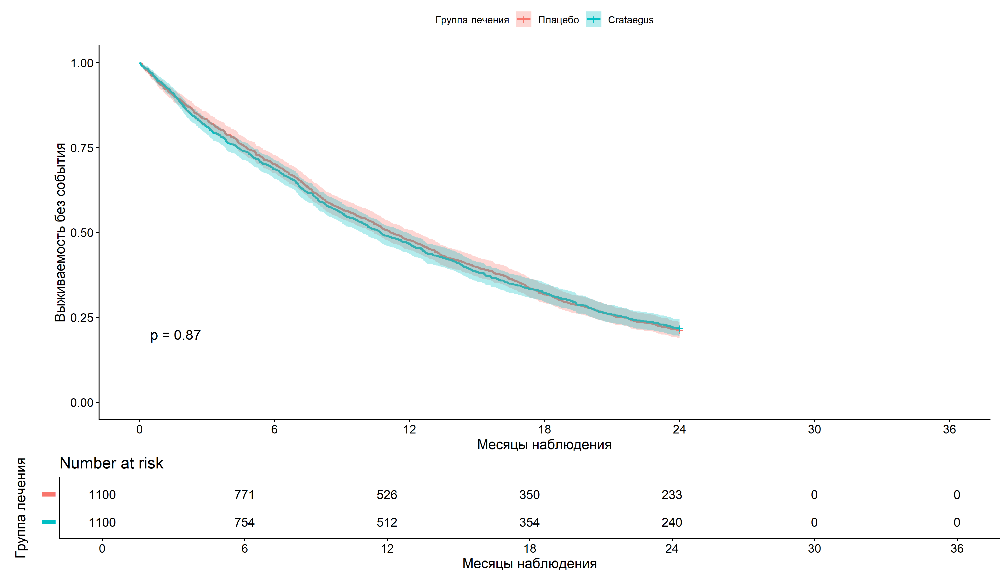 Группа лечения Плацебо Crataegus
Выживаемость без события
1.00
0.75
0.50
0.25
0.00
p = 0.87
0 6 12 18 24 30 36
Месяцы наблюдения
Number at risk
Группа лечения
1100 771 526 350 233 0 0
1100 754 512 354 240 0 0
0 6 12 18 24 30 36
Месяцы наблюдения